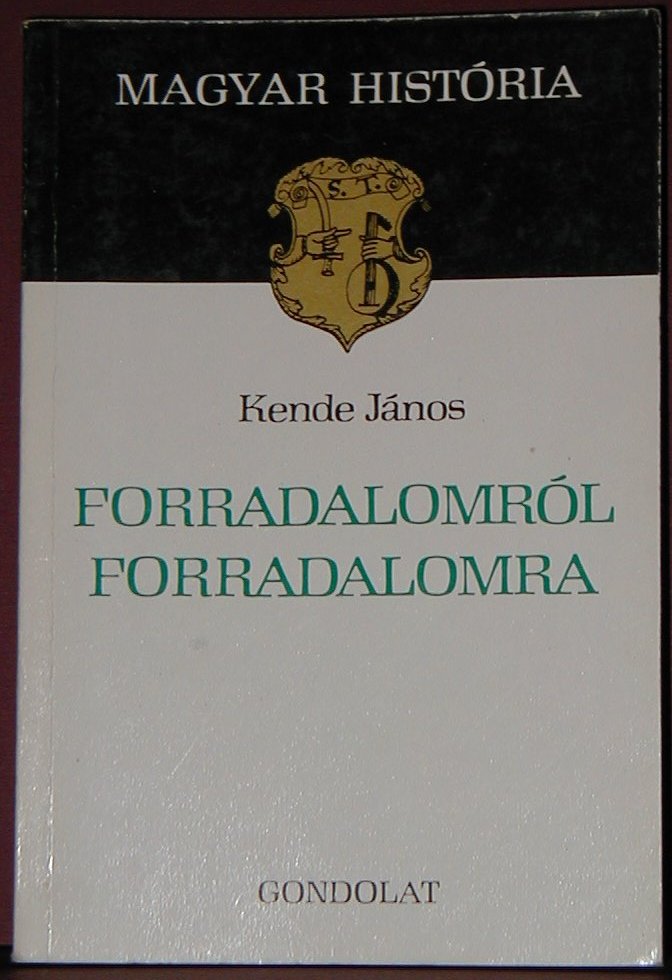 MAGYAR HISTÓRIA
S. T.
Kende János
FORRADALOMRÓL
FORRADALOMRA
GONDOLAT